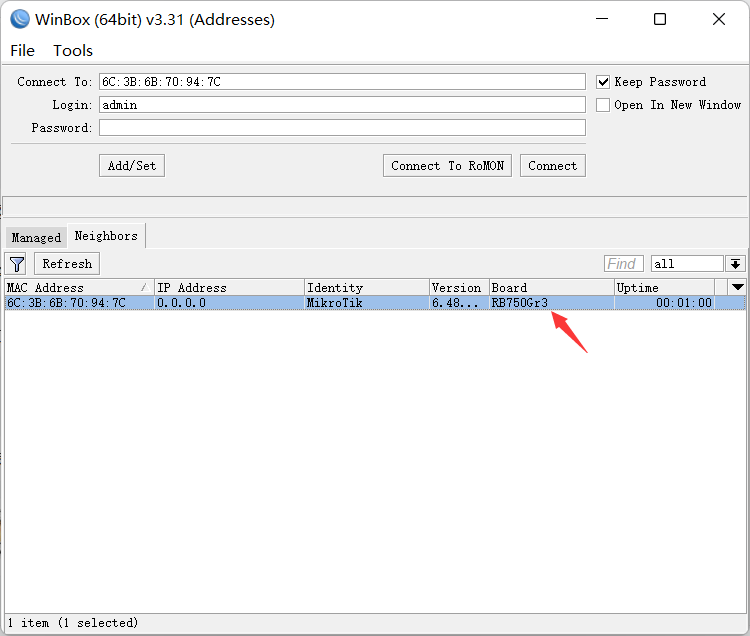 WinBox (64bit) v3.31 (Addresses)
File Tools
Connect To: 6C:3B:6B:70:94:7C Keep Password
Login: admin Open In New Window
Password:
Add/Set Connect To RoMON Connect
Managed Neighbors
Refresh Find all
MAC Address IP Address Identity Version Board Uptime
6C:3B:6B:70:94:7C 0.0.0.0 MikroTik 6.48... RB750Gr3 00:01:00
1 item (1 selected)